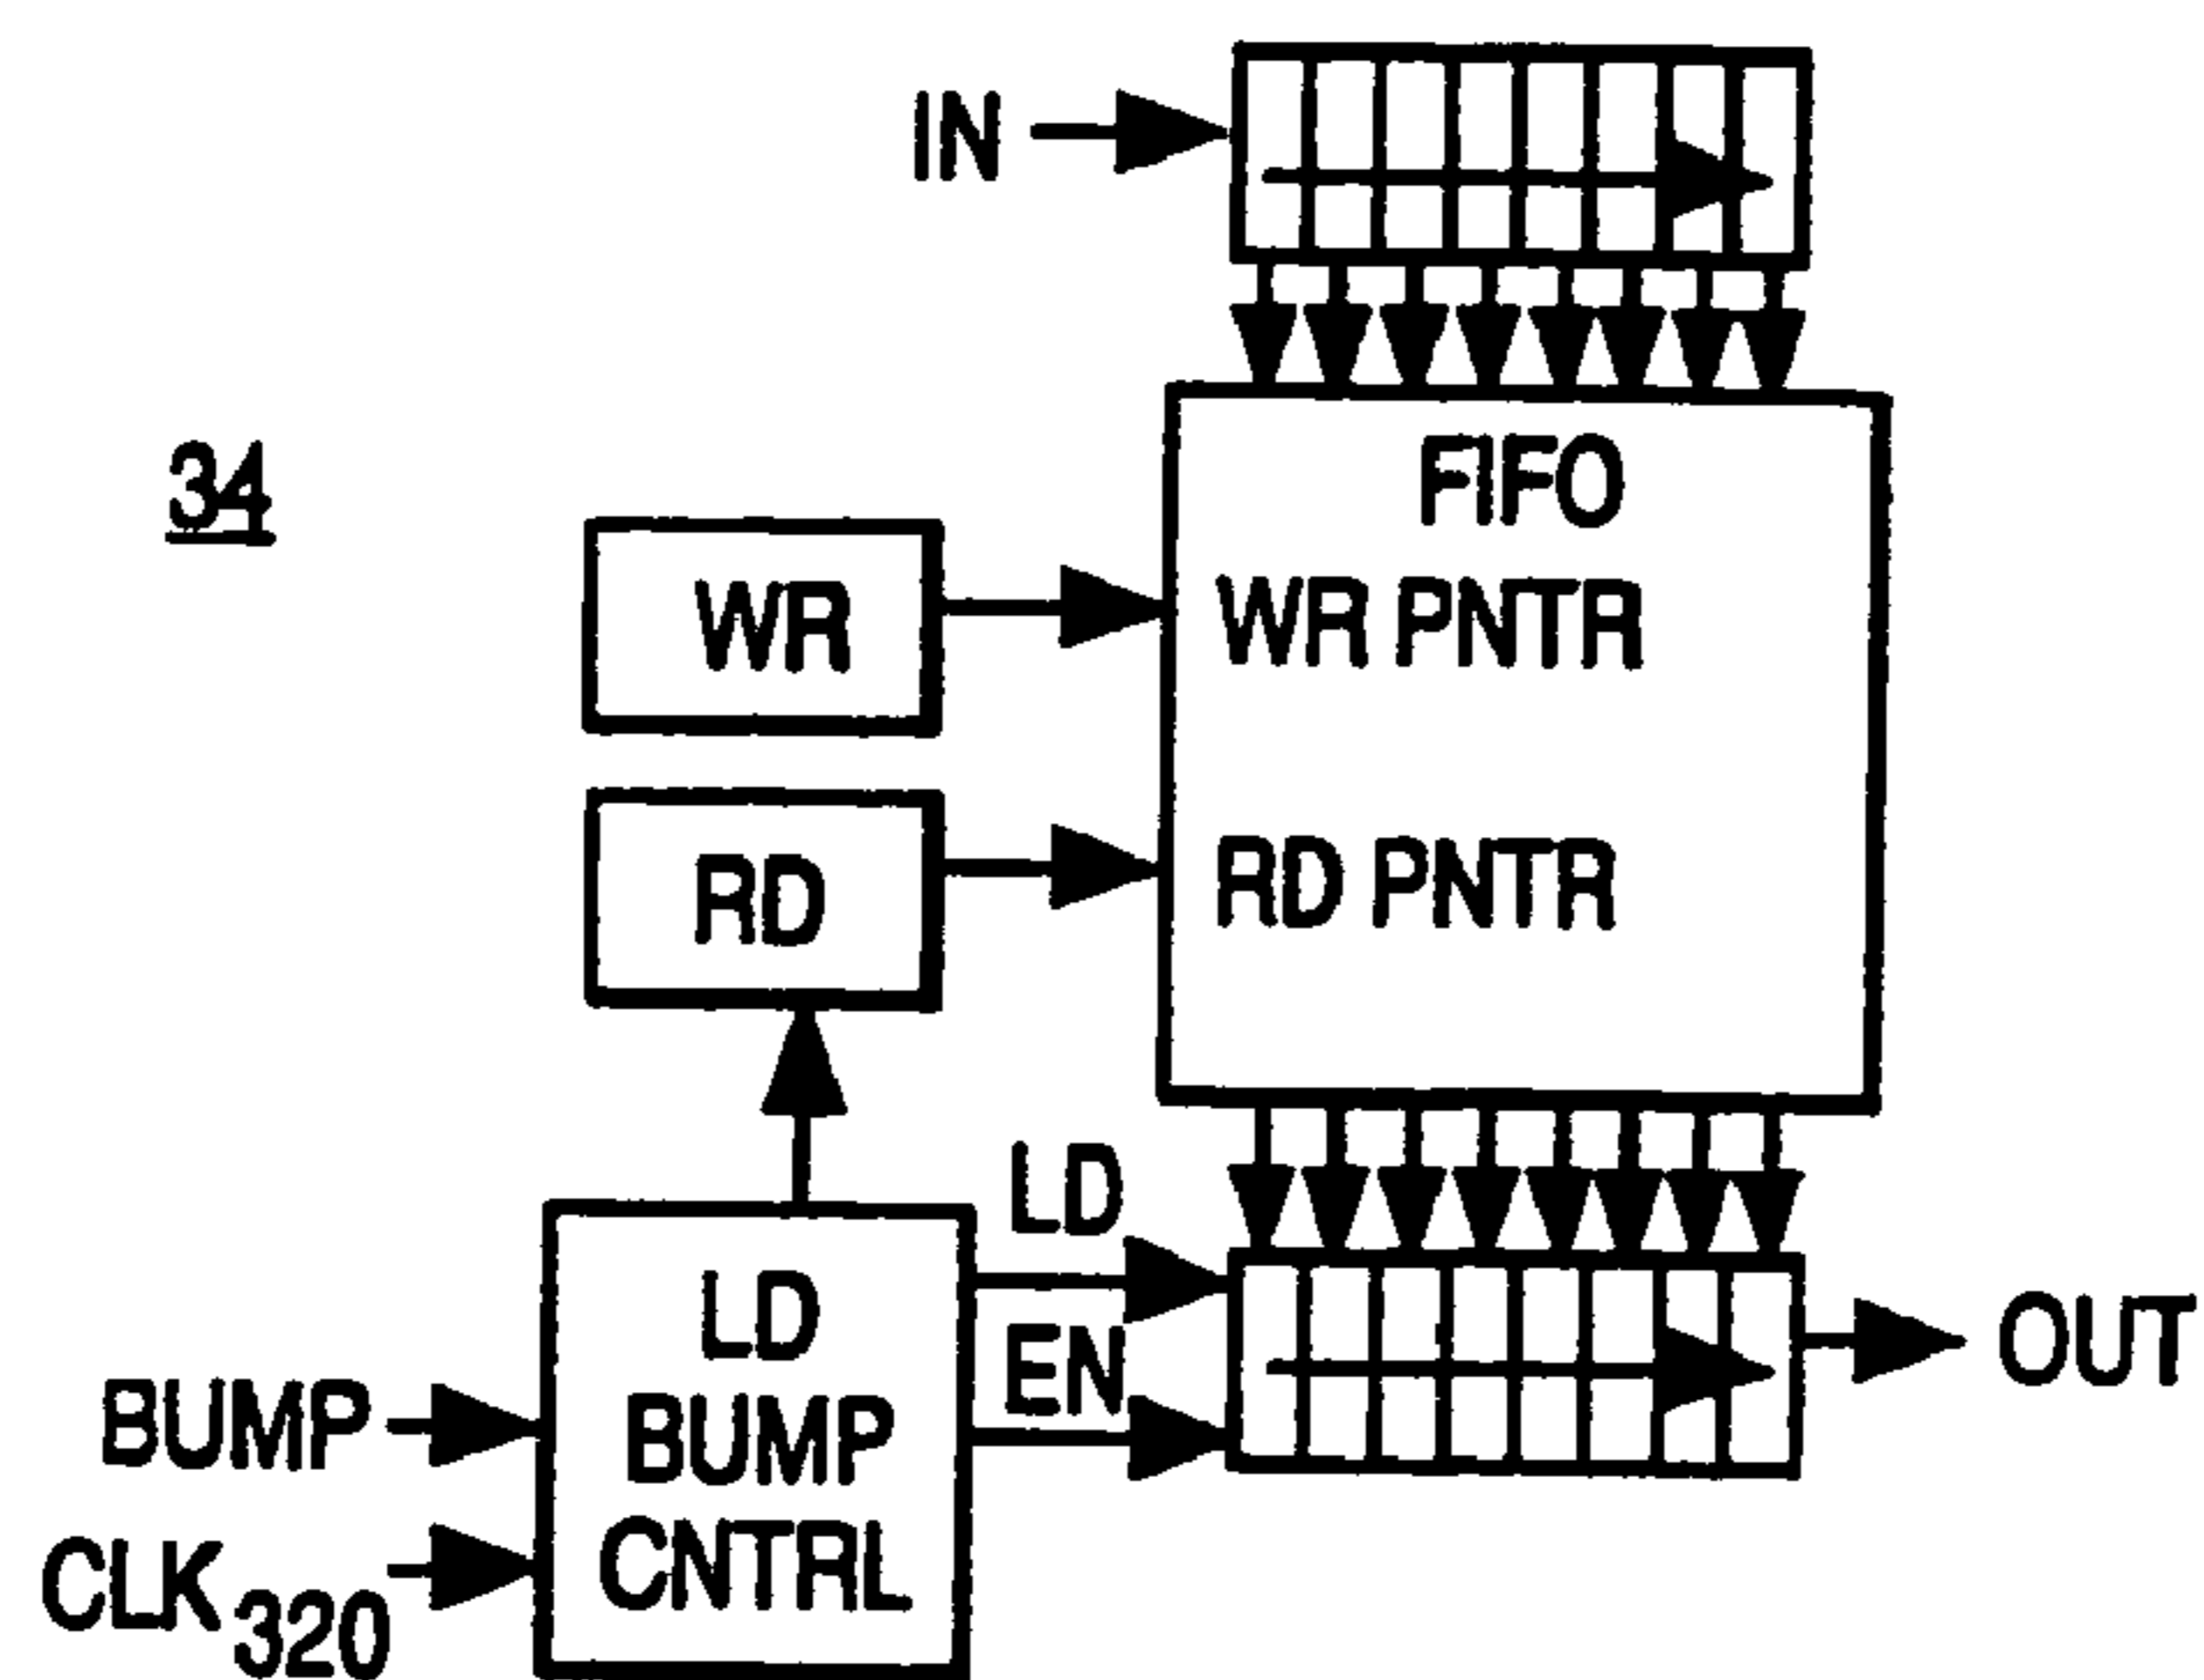 IN
34
FIFO
WR
WR PNTR
RD
RD PNTR
LD
LD
EN
BUMP
BUMP
OUT
CLK320
CNTRL